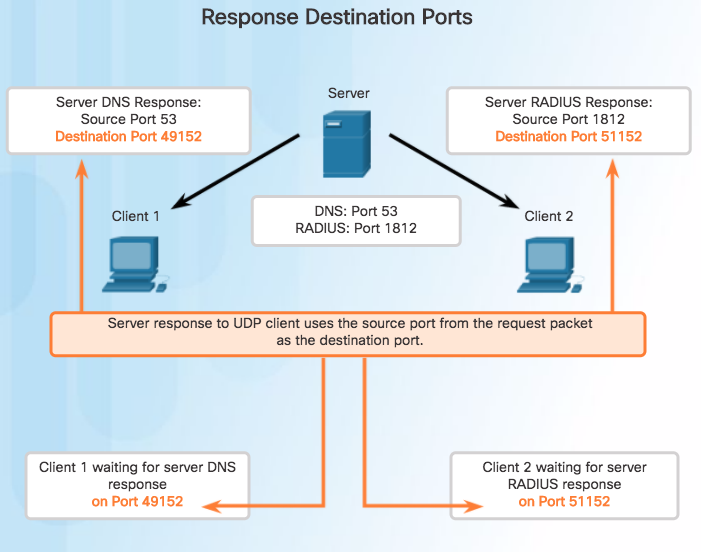 Response Destination Ports
Server
Server DNS Response:
Source Port 53
Destination Port 49152
Server RADIUS Response:
Source Port 1812
Destination Port 51152
Client 1
DNS: Port 53
RADIUS: Port 1812
Client 2
Server response to UDP client uses the source port from the request packet
as the destination port.
Client 1 waiting for server DNS
response
on Port 49152
Client 2 waiting for server
RADIUS response
on Port 51152